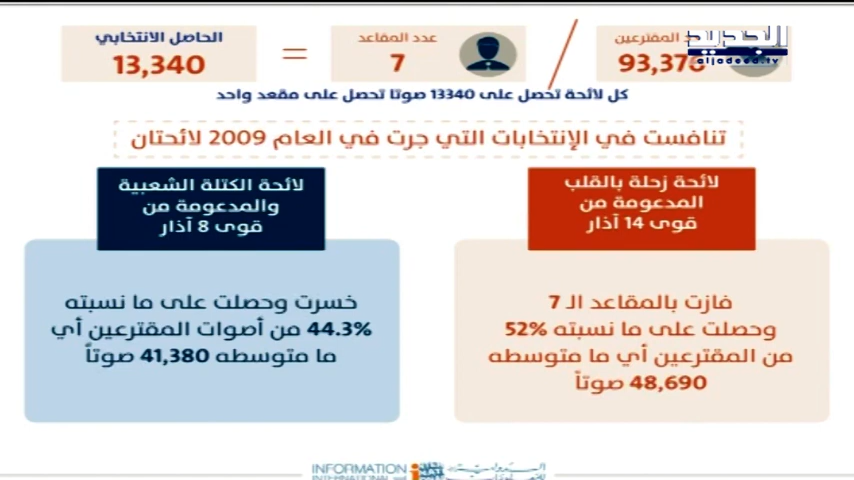 الجديد
aljadeed.tv
المقترعين
عدد المقاعد
7
=
الحاصل الانتخابي
13,340
كل لائحة تحصل على 13340 صوتا تحصل على مقعد واحد
تنافست في الإنتخابات التي جرت في العام 2009 لائحتان
لائحة زحلة بالقلب
المدعومة من
قوى 14 آذار
فازت بالمقاعد الـ 7
وحصلت على ما نسبته 52%
من المقترعين أي ما متوسطه
48,690 صوتاً
لائحة الكتلة الشعبية
والمدعومة من
قوى 8 آذار
خسرت وحصلت على ما نسبته
44.3% من أصوات المقترعين أي
ما متوسطه 41,380 صوتاً
INFORMATION
INTERNATIONAL
الدولية
للمعلومات